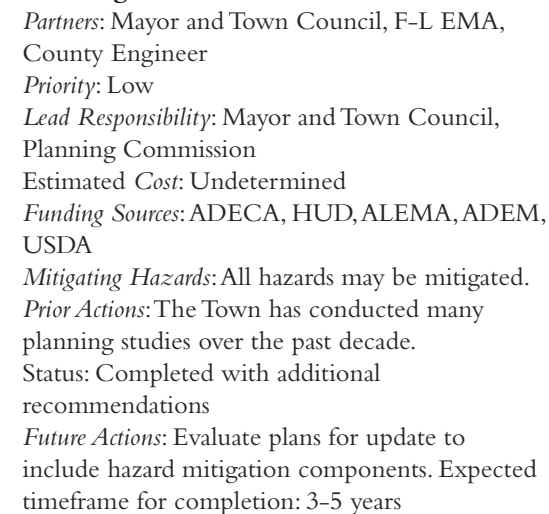 Partners: Mayor and Town Council, F-L EMA,
County Engineer
Priority: Low
Lead Responsibility: Mayor and Town Council,
Planning Commission
Estimated Cost: Undetermined
Funding Sources: ADECA, HUD, ALEMA, ADEM,
USDA
Mitigating Hazards: All hazards may be mitigated.
Prior Actions: The Town has conducted many
planning studies over the past decade.
Status: Completed with additional
recommendations
Future Actions: Evaluate plans for update to
include hazard mitigation components. Expected
timeframe for completion: 3-5 years